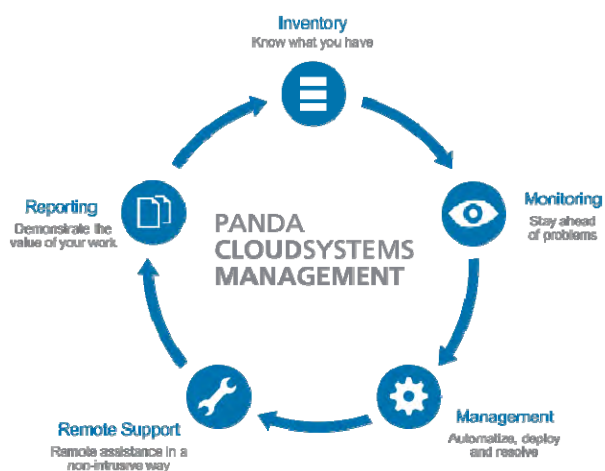 Inventory
Know what you have
Monitoring
Stay ahead
of problems
Management
Automatize, deploy
and resolve
Remote Support
Remote assistance in a
non-intrusive way
Reporting
Demonstrate the
value of your work
PANDA
CLOUDSYSTEMS
MANAGEMENT